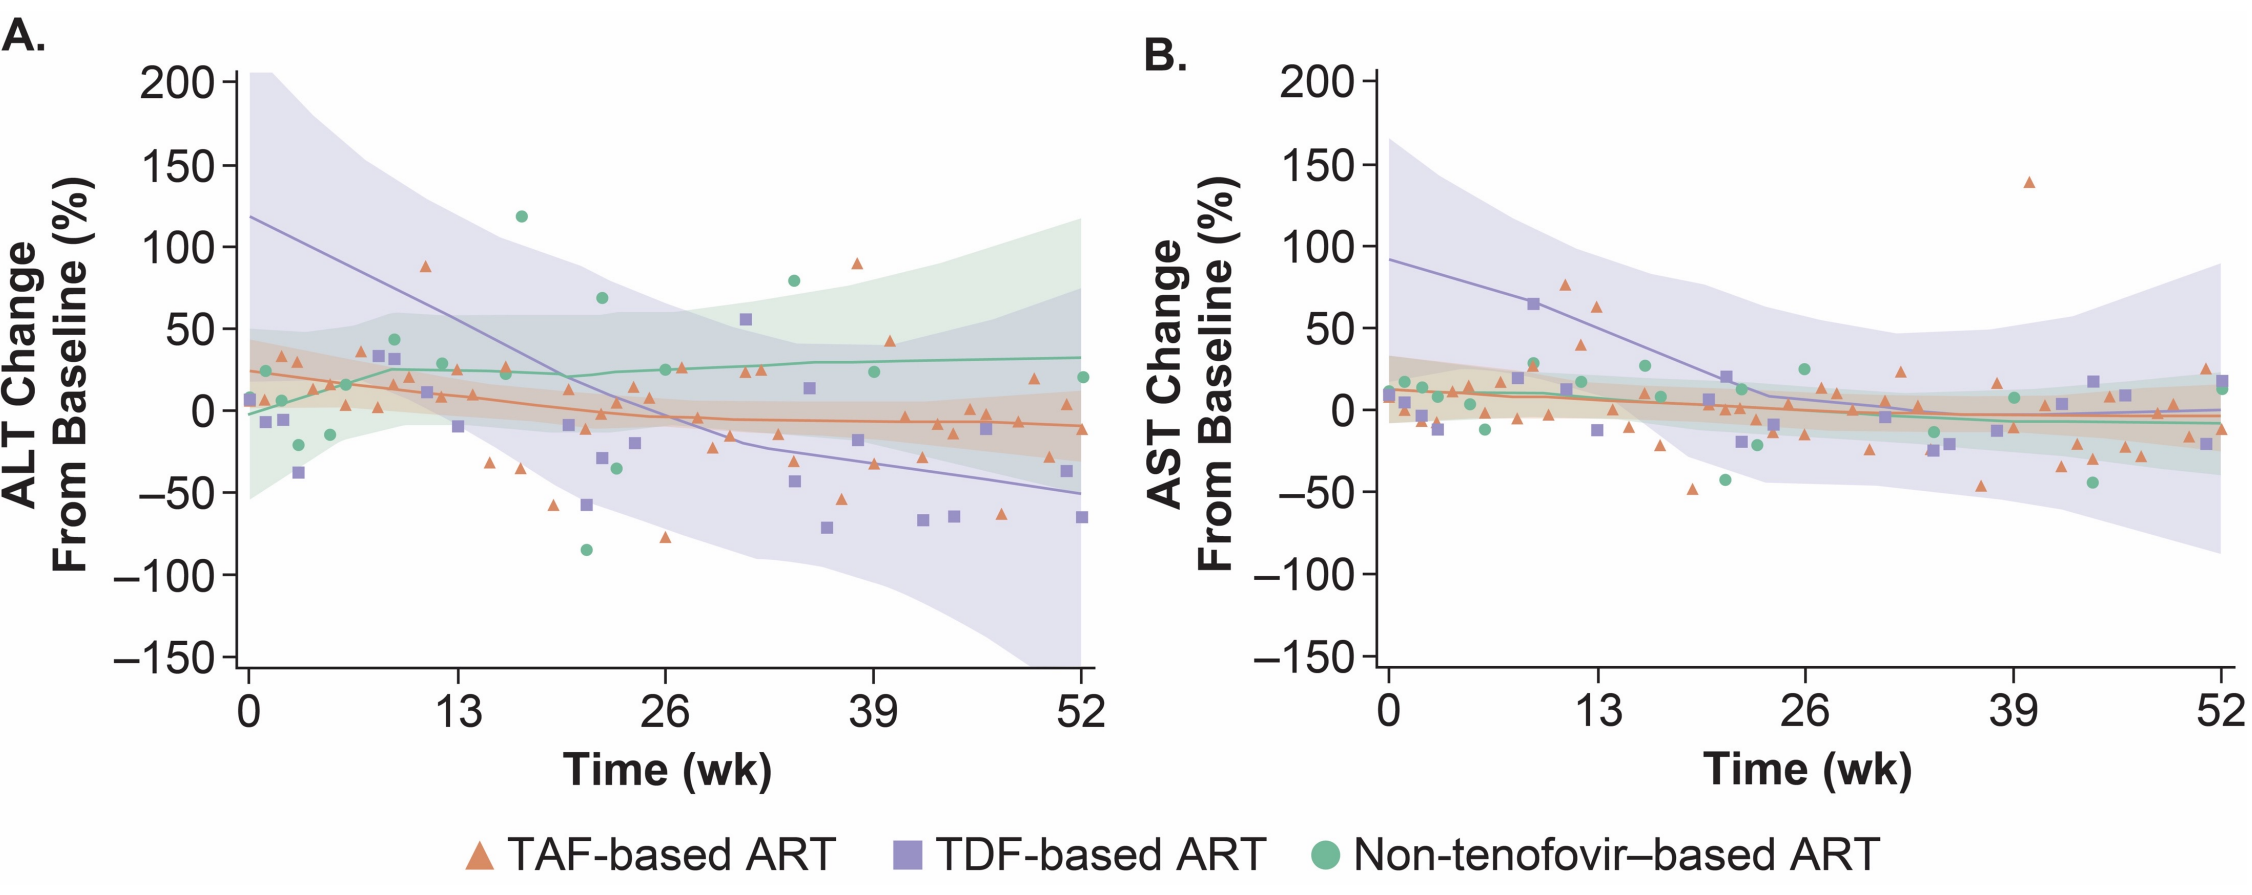 A.
ALT Change
From Baseline (%)
200
150
100
50
0
–50
–100
–150
0 13 26 39 52
Time (wk)
B.
AST Change
From Baseline (%)
200
150
100
50
0
–50
–100
–150
0 13 26 39 52
Time (wk)
TAF-based ART TDF-based ART Non-tenofovir–based ART